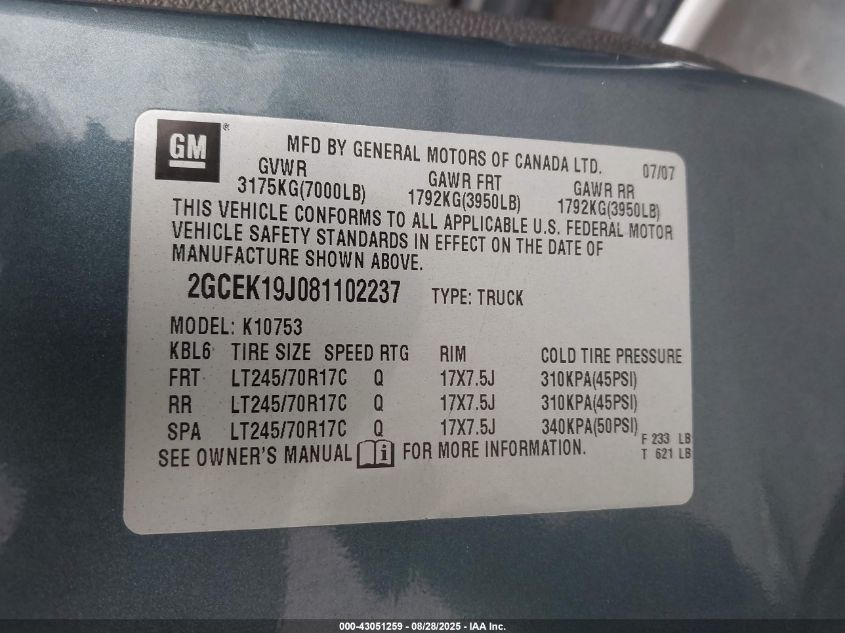 GM ®
MFD BY GENERAL MOTORS OF CANADA LTD. 07/07
GVWR GAWR FRT GAWR RR
3175KG(7000LB) 1792KG(3950LB) 1792KG(3950LB)
THIS VEHICLE CONFORMS TO ALL APPLICABLE U.S. FEDERAL MOTOR
VEHICLE SAFETY STANDARDS IN EFFECT ON THE DATE OF
MANUFACTURE SHOWN ABOVE.
2GCEK19J081102237 TYPE: TRUCK
MODEL: K10753
KBL6 TIRE SIZE SPEED RTG RIM COLD TIRE PRESSURE
FRT LT245/70R17C Q 17X7.5J 310KPA(45PSI)
RR LT245/70R17C Q 17X7.5J 310KPA(45PSI)
SPA LT245/70R17C Q 17X7.5J 340KPA(50PSI)
F 233 LB
T 621 LB
SEE OWNER'S MANUAL i FOR MORE INFORMATION.
000-43051259 - 08/28/2025 - IAA Inc.